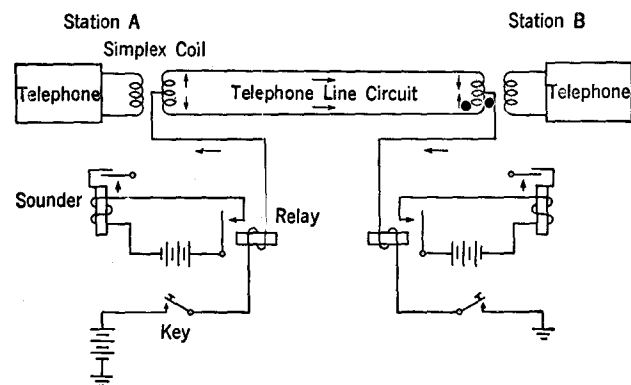 Station A
Station B
Simplex Coil
Telephone
Telephone Line Circuit
Telephone
Sounder
Relay
Key